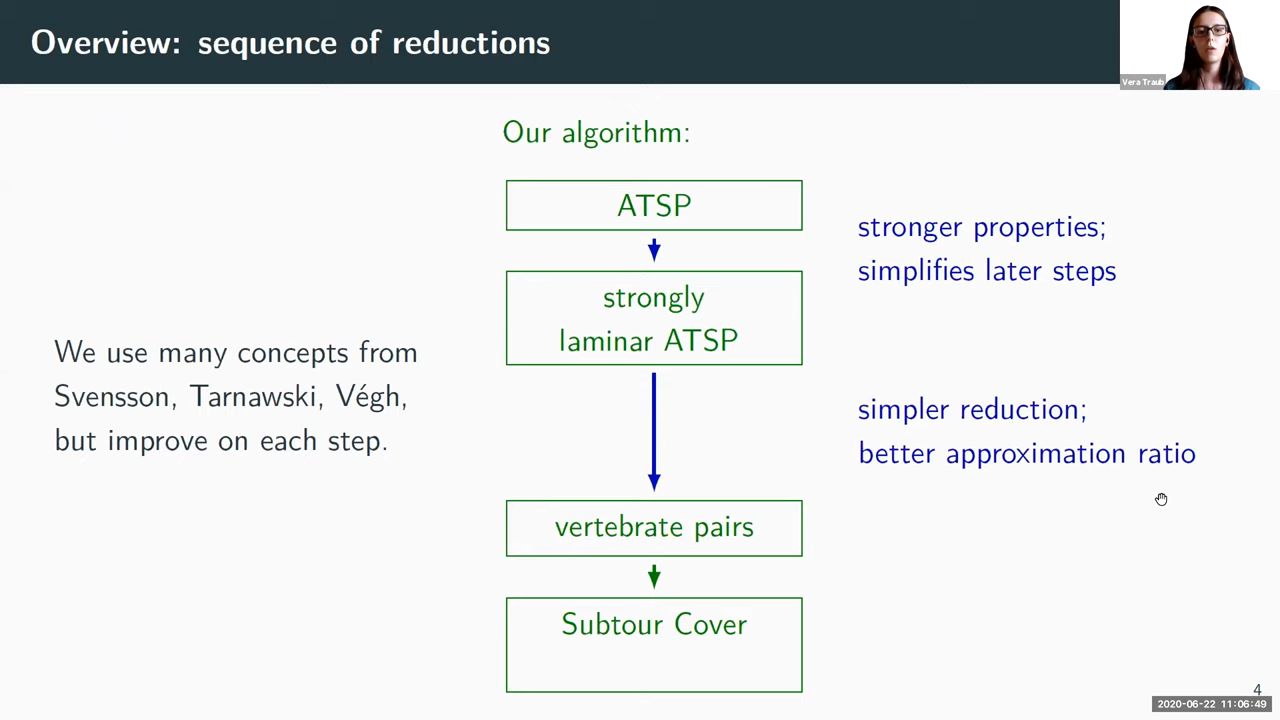 Overview: sequence of reductions
Vera Traub
Our algorithm:
ATSP
stronger properties;
simplifies later steps
strongly
laminar ATSP
We use many concepts from
Svensson, Tarnawski, Végh,
but improve on each step.
simpler reduction;
better approximation ratio
vertebrate pairs
Subtour Cover
4
2020-06-22 11:06:49